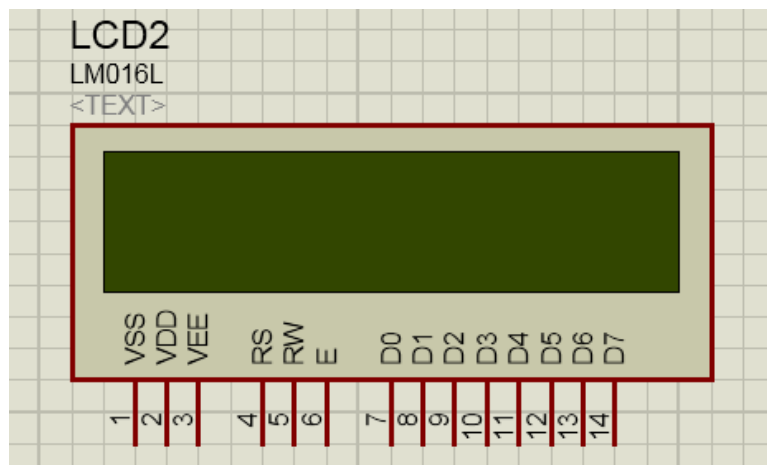 LCD2
LM016L
<TEXT>
VSS VDD VEE RS RW E D0 D1 D2 D3 D4 D5 D6 D7
1 2 3 4 5 6 7 8 9 10 11 12 13 14